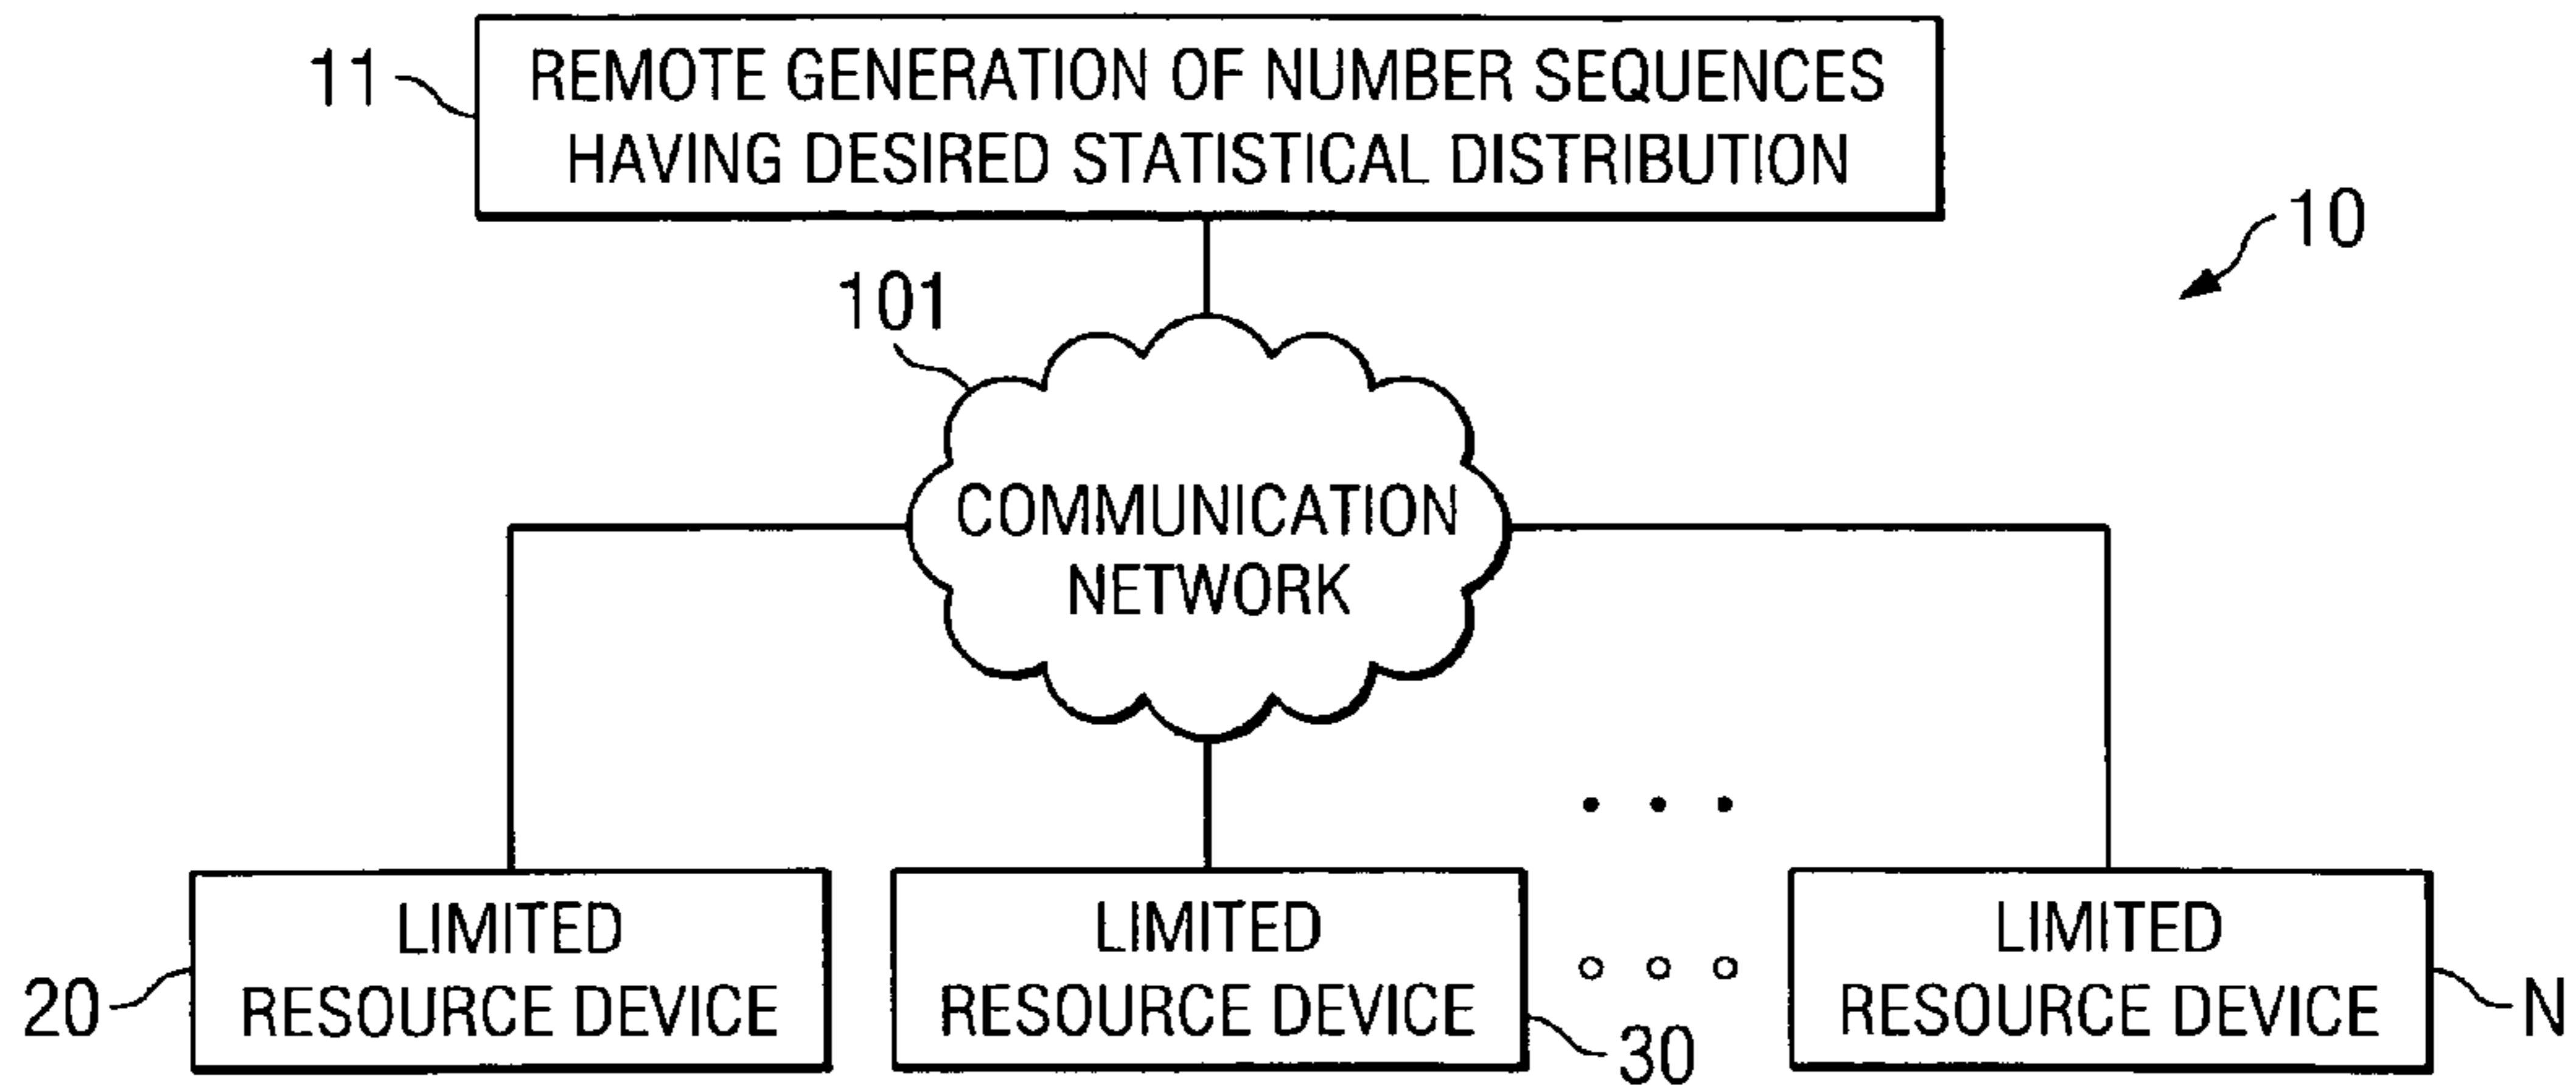 11
REMOTE GENERATION OF NUMBER SEQUENCES
HAVING DESIRED STATISTICAL DISTRIBUTION
10
101
COMMUNICATION
NETWORK
LIMITED
RESOURCE DEVICE
20
LIMITED
RESOURCE DEVICE
30
LIMITED
RESOURCE DEVICE
N